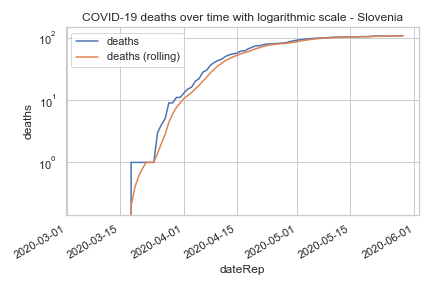 COVID-19 deaths over time with logarithmic scale - Slovenia
deaths
deaths (rolling)
10²
10¹
10⁰
deaths
2020-03-01
2020-03-15
2020-04-01
2020-04-15
2020-05-01
2020-05-15
2020-06-01
dateRep